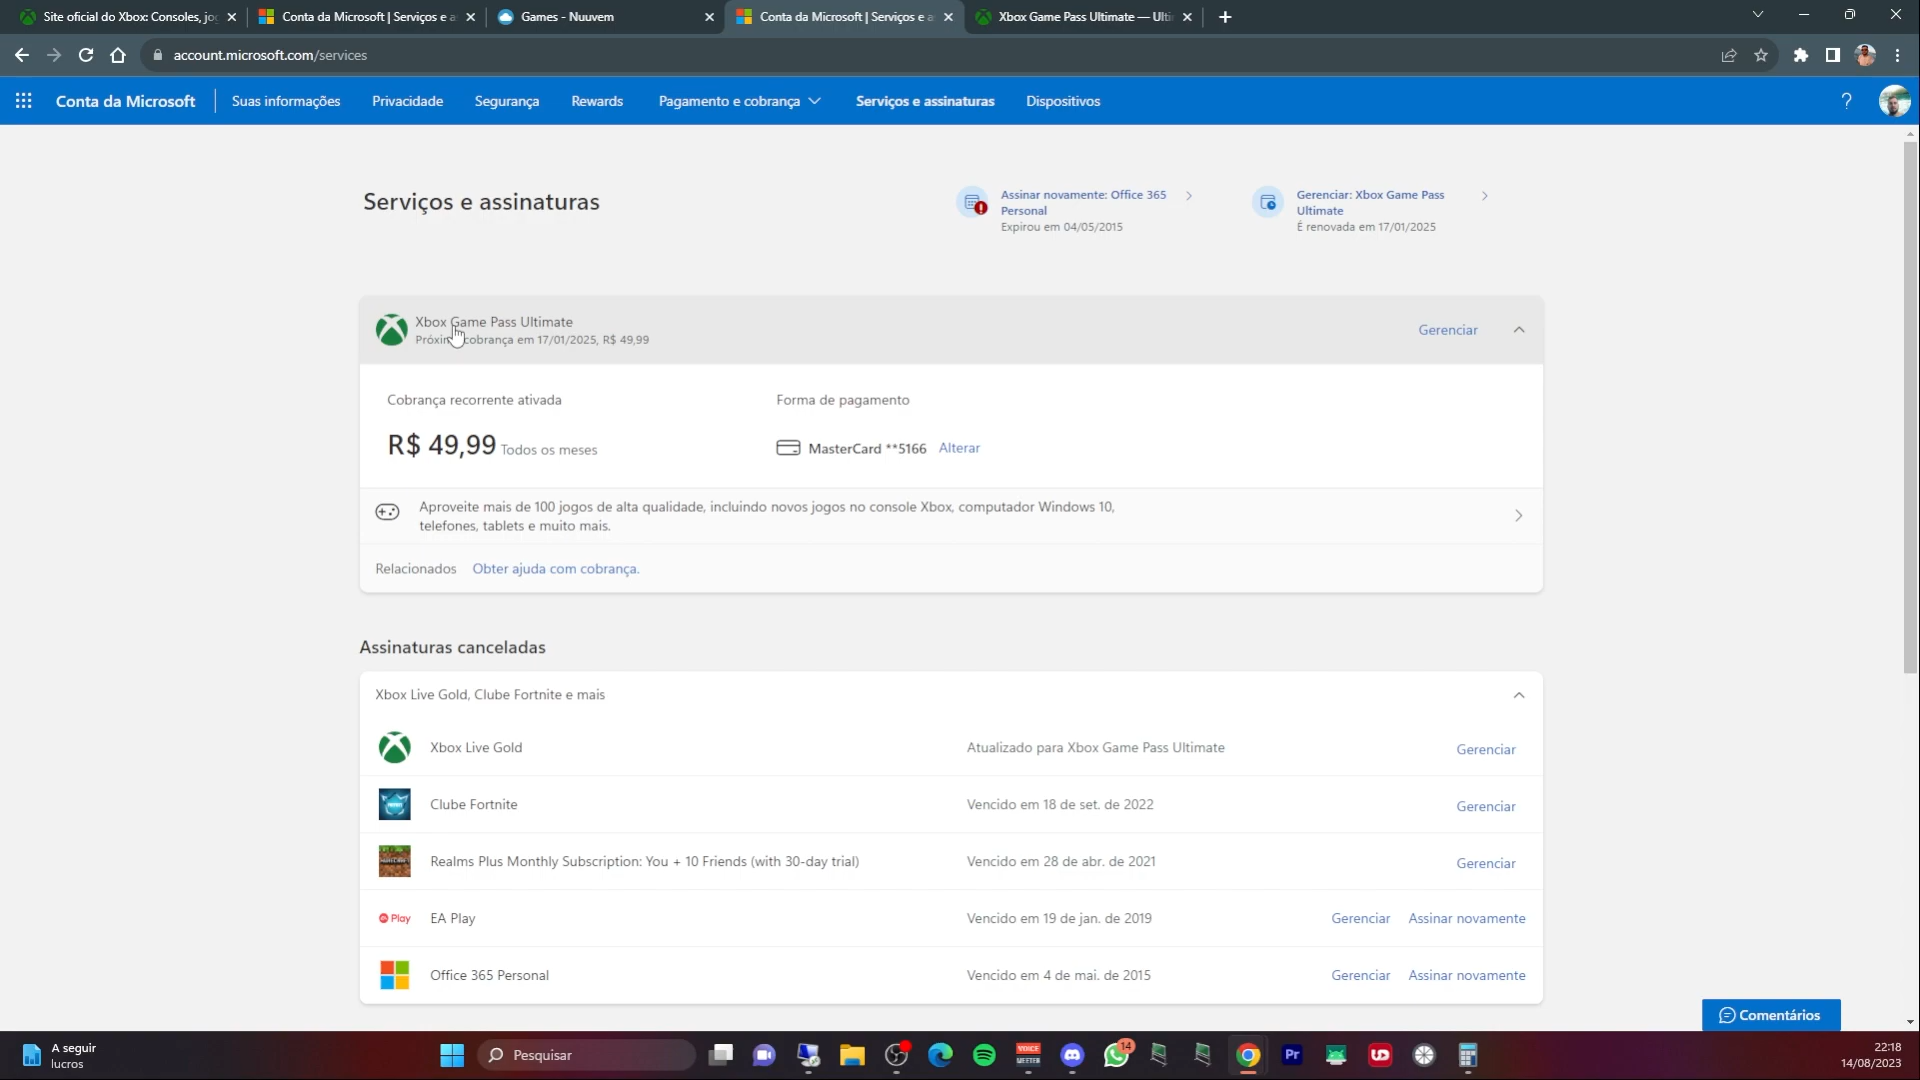 Site oficial do Xbox: Consoles, jo
Conta da Microsoft | Serviços e a
Games - Nuuvem
Conta da Microsoft | Serviços e a
Xbox Game Pass Ultimate — Ulti
account.microsoft.com/services
Conta da Microsoft
Suas informações
Privacidade
Segurança
Rewards
Pagamento e cobrança
Serviços e assinaturas
Dispositivos
?
Serviços e assinaturas
Assinar novamente: Office 365
Personal
Expirou em 04/05/2015
Gerenciar: Xbox Game Pass
Ultimate
É renovada em 17/01/2025
Xbox Game Pass Ultimate
Próxim cobrança em 17/01/2025, R$ 49,99
Gerenciar
Cobrança recorrente ativada
Forma de pagamento
R$ 49,99 Todos os meses
MasterCard **5166 Alterar
Aproveite mais de 100 jogos de alta qualidade, incluindo novos jogos no console Xbox, computador Windows 10,
telefones, tablets e muito mais.
Relacionados Obter ajuda com cobrança.
Assinaturas canceladas
Xbox Live Gold, Clube Fortnite e mais
Xbox Live Gold Atualizado para Xbox Game Pass Ultimate Gerenciar
Clube Fortnite Vencido em 18 de set. de 2022 Gerenciar
Realms Plus Monthly Subscription: You + 10 Friends (with 30-day trial) Vencido em 28 de abr. de 2021 Gerenciar
Play EA Play Vencido em 19 de jan. de 2019 Gerenciar Assinar novamente
Office 365 Personal Vencido em 4 de mai. de 2015 Gerenciar Assinar novamente
Comentários
A seguir
lucros
Pesquisar
14
Pr
22:18
14/08/2023